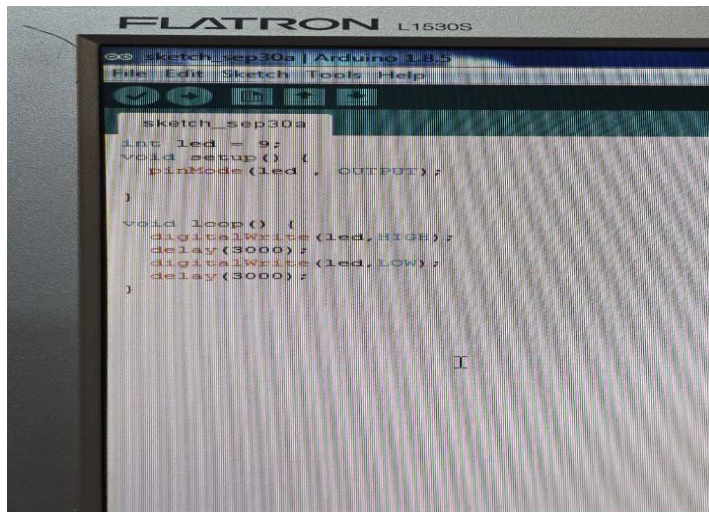 FLATRON L1530S
sketch_sep30a | Arduino 1.8.5
File Edit Sketch Tools Help
sketch_sep30a
int led = 9;
void setup() {
pinMode(led , OUTPUT);
}
void loop() {
digitalWrite(led,HIGH);
delay(3000);
digitalWrite(led,LOW);
delay(3000);
}